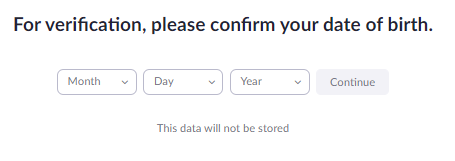 For verification, please confirm your date of birth.
Month Day Year Continue
This data will not be stored